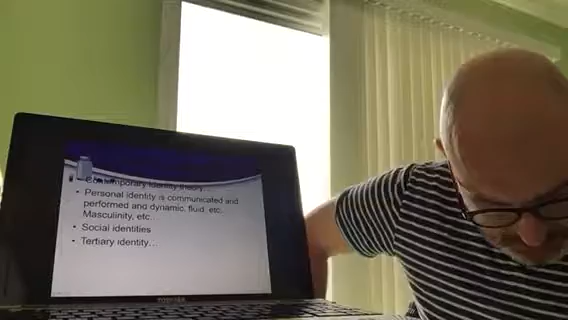 • Contemporary identity theory...
• Personal identity is communicated and
performed and dynamic, fluid, etc.
Masculinity, etc..
• Social identities
• Tertiary identity...
TOSHIBA